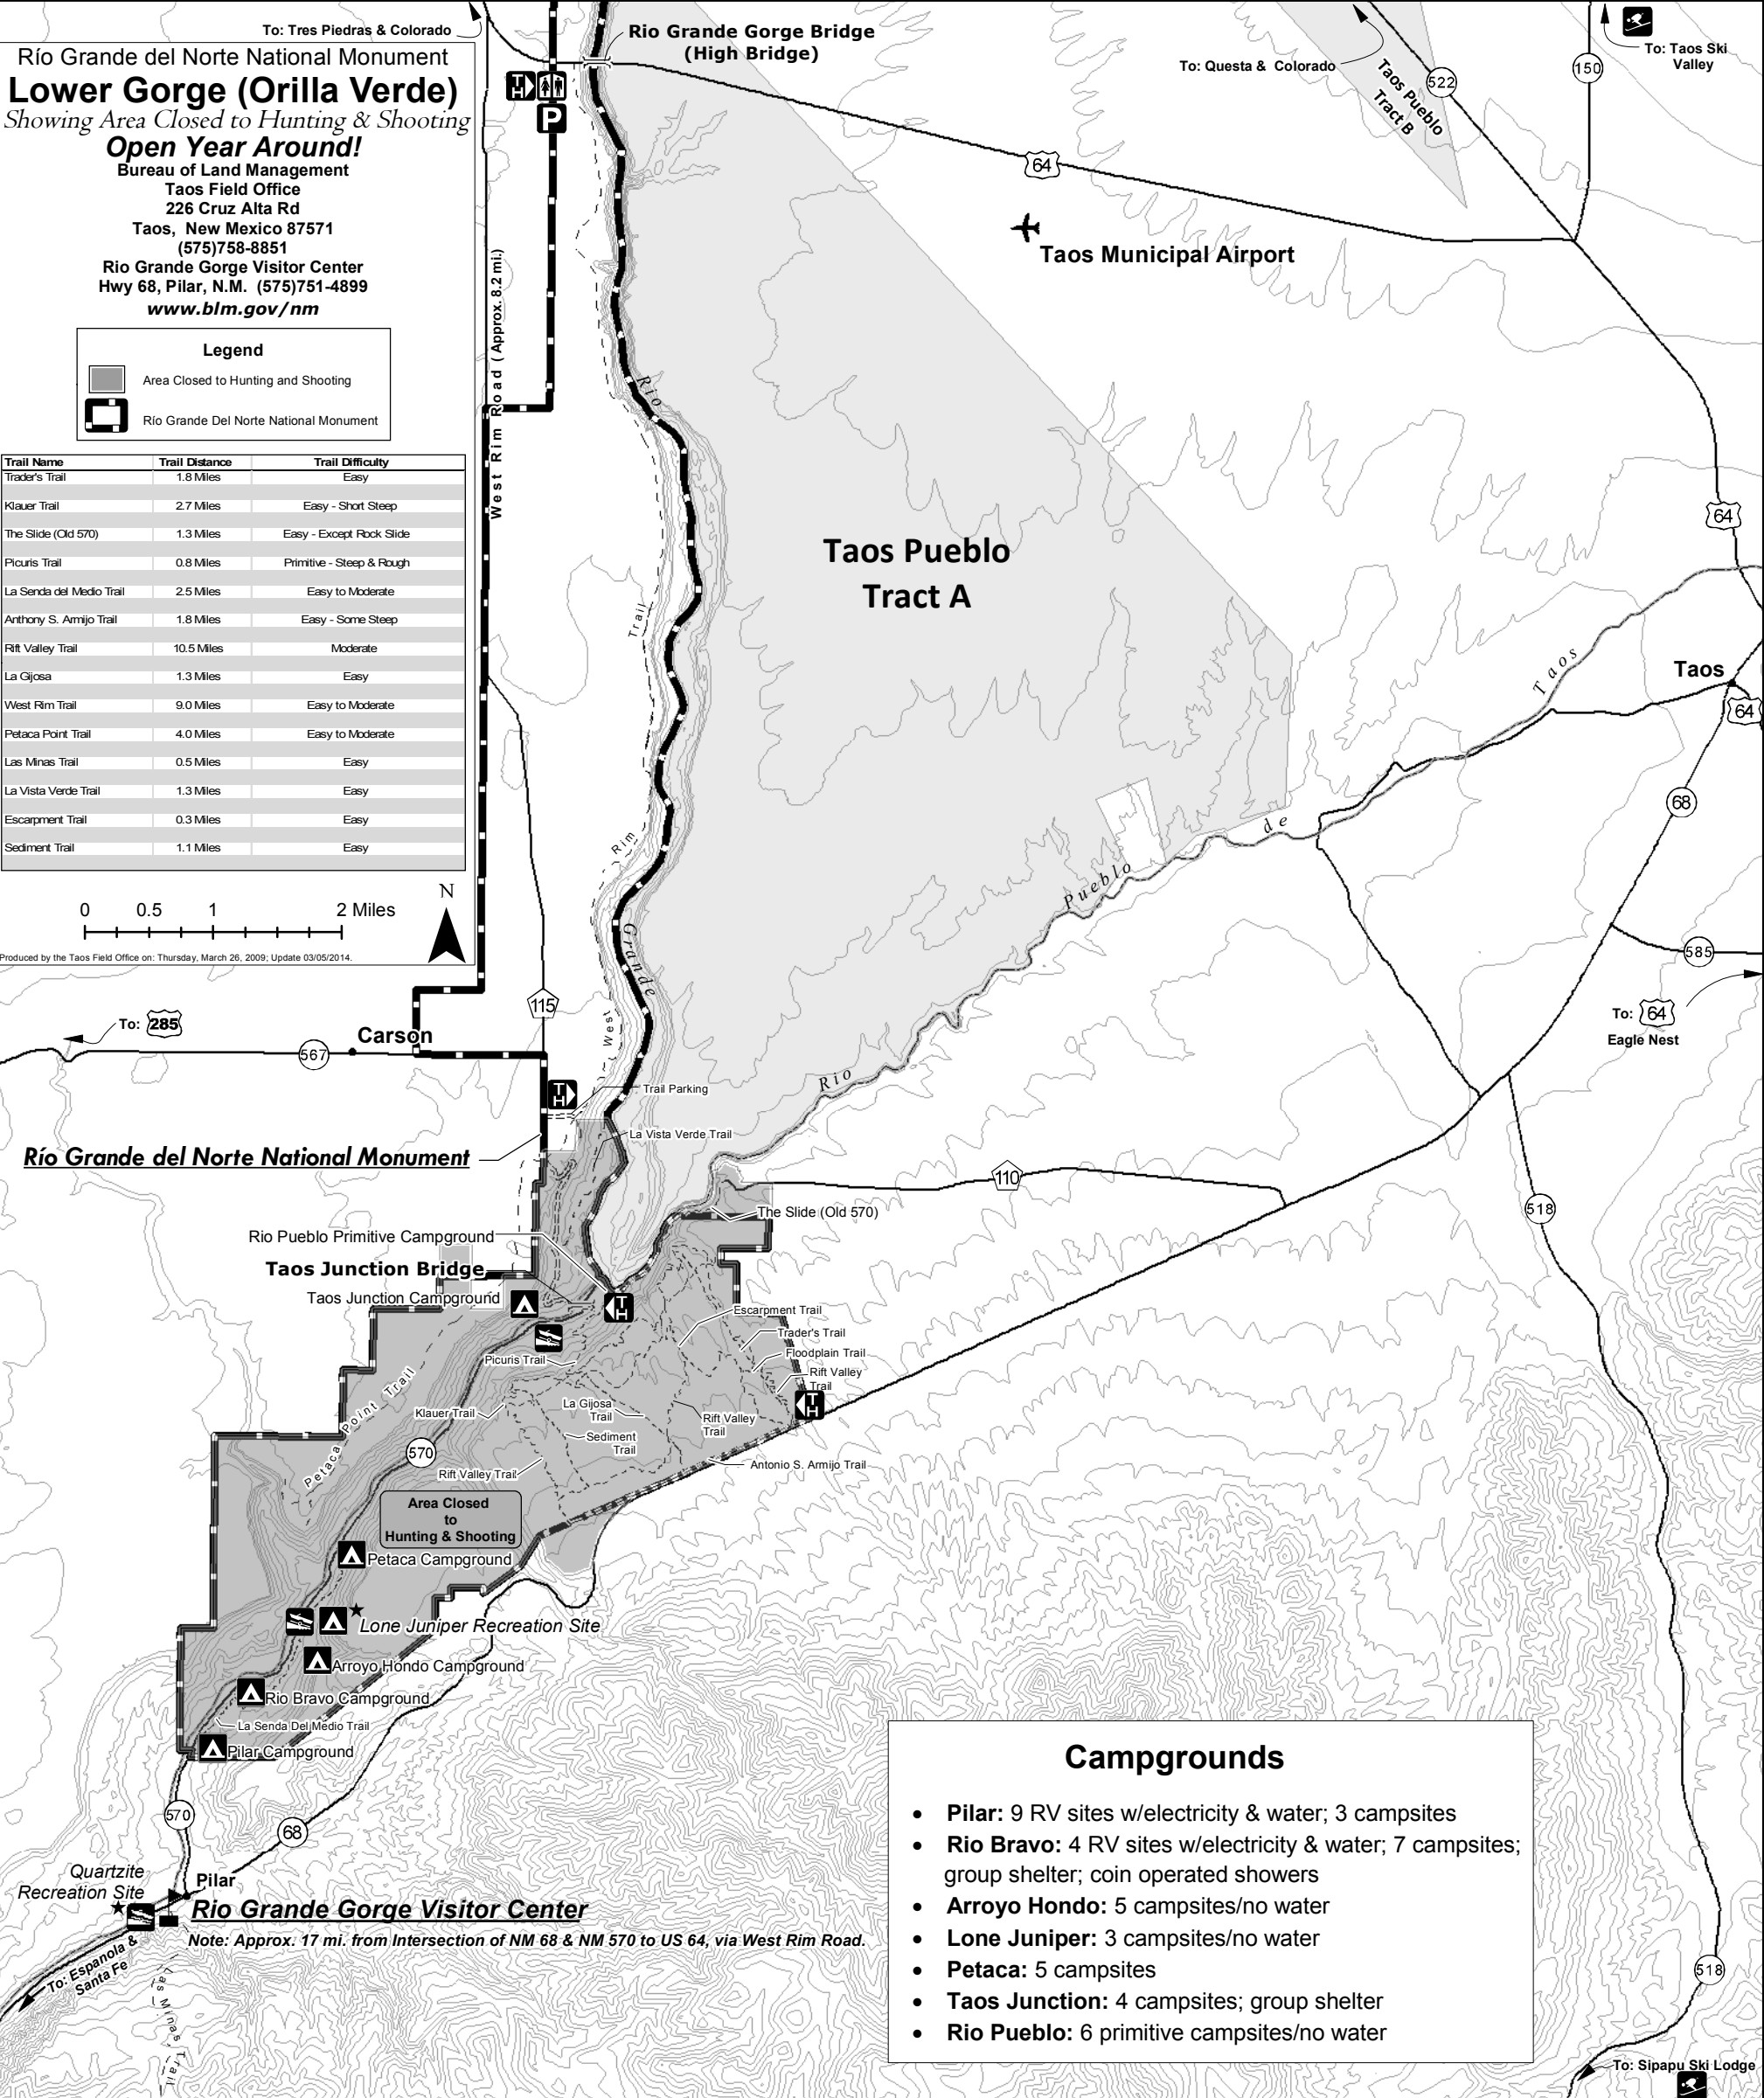 To: Tres Piedras & Colorado
Río Grande del Norte National Monument
Lower Gorge (Orilla Verde)
Showing Area Closed to Hunting & Shooting
Open Year Around!
Bureau of Land Management
Taos Field Office
226 Cruz Alta Rd
Taos, New Mexico 87571
(575)758-8851
Rio Grande Gorge Visitor Center
Hwy 68, Pilar, N.M. (575)751-4899
www.blm.gov/nm
Legend
Area Closed to Hunting and Shooting
Río Grande Del Norte National Monument
Trail Name Trail Distance Trail Difficulty
Trader's Trail 1.8 Miles Easy
Klauer Trail 2.7 Miles Easy - Short Steep
The Slide (Old 570) 1.3 Miles Easy - Except Rock Slide
Picuris Trail 0.8 Miles Primitive - Steep & Rough
La Senda del Medio Trail 2.5 Miles Easy to Moderate
Anthony S. Armijo Trail 1.8 Miles Easy - Some Steep
Rift Valley Trail 10.5 Miles Moderate
La Gijosa 1.3 Miles Easy
West Rim Trail 9.0 Miles Easy to Moderate
Petaca Point Trail 4.0 Miles Easy to Moderate
Las Minas Trail 0.5 Miles Easy
La Vista Verde Trail 1.3 Miles Easy
Escarpment Trail 0.3 Miles Easy
Sediment Trail 1.1 Miles Easy
0 0.5 1 2 Miles
N
Produced by the Taos Field Office on: Thursday, March 26, 2009; Update 03/05/2014.
Rio Grande Gorge Bridge
(High Bridge)
TH
P
To: Questa & Colorado
Taos Pueblo
Tract B
522
150
To: Taos Ski
Valley
64
Taos Municipal Airport
West Rim Road (Approx. 8.2 mi.)
Rio
Grande
Taos Pueblo
Tract A
Trail
Rim
West
64
Taos
64
68
585
To: 64
Eagle Nest
Rio
Pueblo
de
Taos
To: 285
Carson
567
115
TH
Trail Parking
La Vista Verde Trail
Río Grande del Norte National Monument
110
518
The Slide (Old 570)
Rio Pueblo Primitive Campground
Taos Junction Bridge
Taos Junction Campground
TH
Escarpment Trail
Trader's Trail
Floodplain Trail
Rift Valley
Trail
TH
Picuris Trail
Petaca Point Trail
Klauer Trail
La Gijosa
Trail
Rift Valley
Trail
Sediment
Trail
570
Rift Valley Trail
Antonio S. Armijo Trail
Area Closed
to
Hunting & Shooting
Petaca Campground
Lone Juniper Recreation Site
Arroyo Hondo Campground
Rio Bravo Campground
La Senda Del Medio Trail
Pilar Campground
570
68
Quartzite
Recreation Site
Pilar
Rio Grande Gorge Visitor Center
Note: Approx. 17 mi. from Intersection of NM 68 & NM 570 to US 64, via West Rim Road.
To: Espanola &
Santa Fe
Las Minas Trail
Campgrounds
• Pilar: 9 RV sites w/electricity & water; 3 campsites
• Rio Bravo: 4 RV sites w/electricity & water; 7 campsites;
group shelter; coin operated showers
• Arroyo Hondo: 5 campsites/no water
• Lone Juniper: 3 campsites/no water
• Petaca: 5 campsites
• Taos Junction: 4 campsites; group shelter
• Rio Pueblo: 6 primitive campsites/no water
518
To: Sipapu Ski Lodge